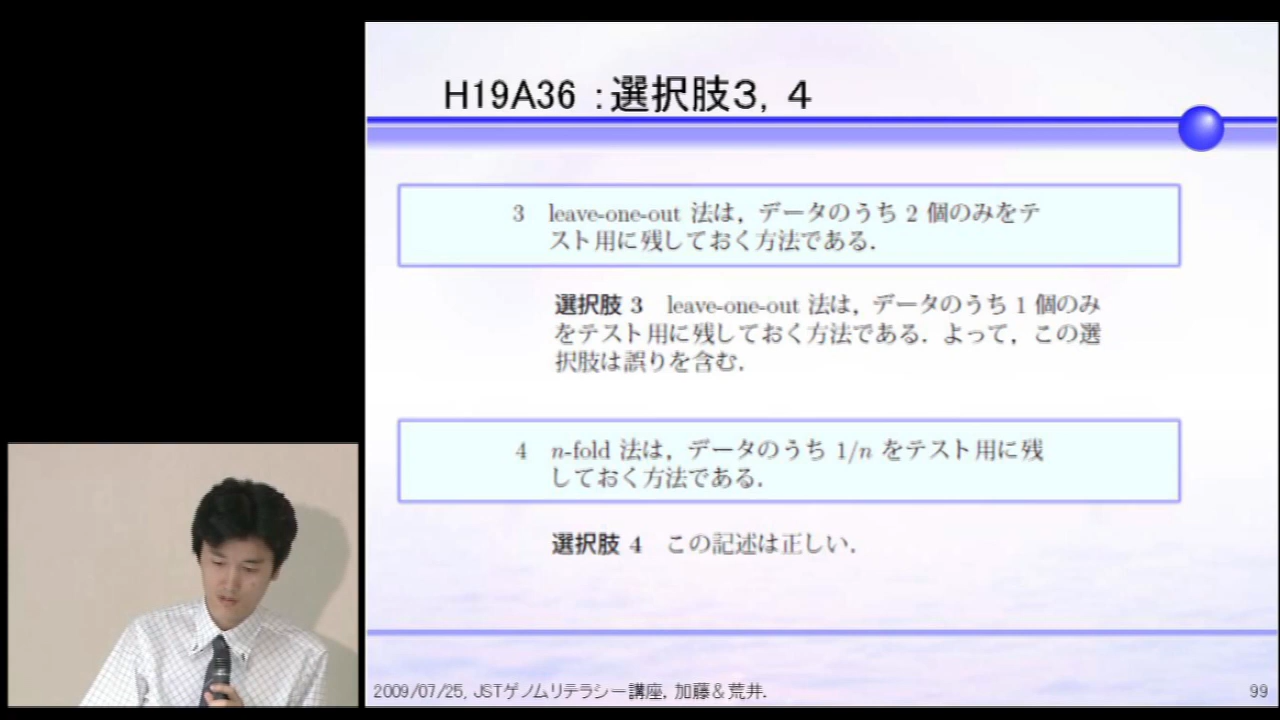 H19A36 :選択肢3, 4
3 leave-one-out 法は，データのうち 2 個のみをテ
スト用に残しておく方法である．
選択肢 3 leave-one-out 法は，データのうち 1 個のみ
をテスト用に残しておく方法である．よって，この選
択肢は誤りを含む．
4 n-fold 法は，データのうち 1/n をテスト用に残
しておく方法である．
選択肢 4 この記述は正しい．
2009/07/25, JSTゲノムリテラシー講座, 加藤＆荒井.
99